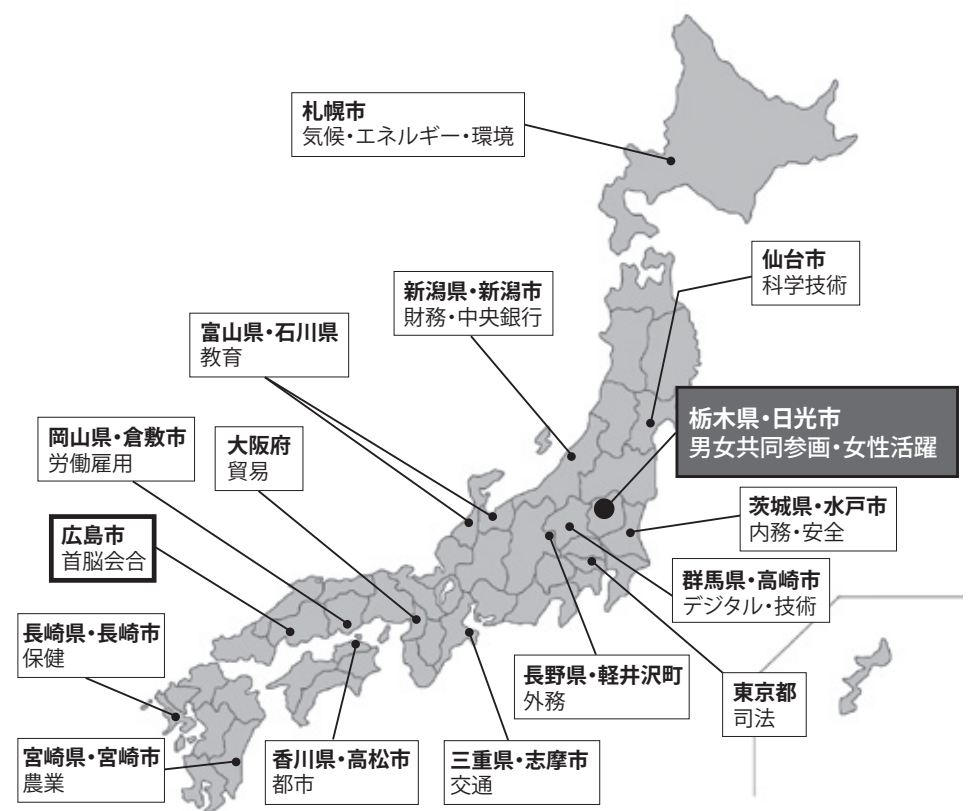 札幌市
気候・エネルギー・環境
仙台市
科学技術
新潟県・新潟市
財務・中央銀行
富山県・石川県
教育
栃木県・日光市
男女共同参画・女性活躍
岡山県・倉敷市
労働雇用
大阪府
貿易
茨城県・水戸市
内務・安全
広島市
首脳会合
群馬県・高崎市
デジタル・技術
長崎県・長崎市
保健
長野県・軽井沢町
外務
東京都
司法
宮崎県・宮崎市
農業
香川県・高松市
都市
三重県・志摩市
交通